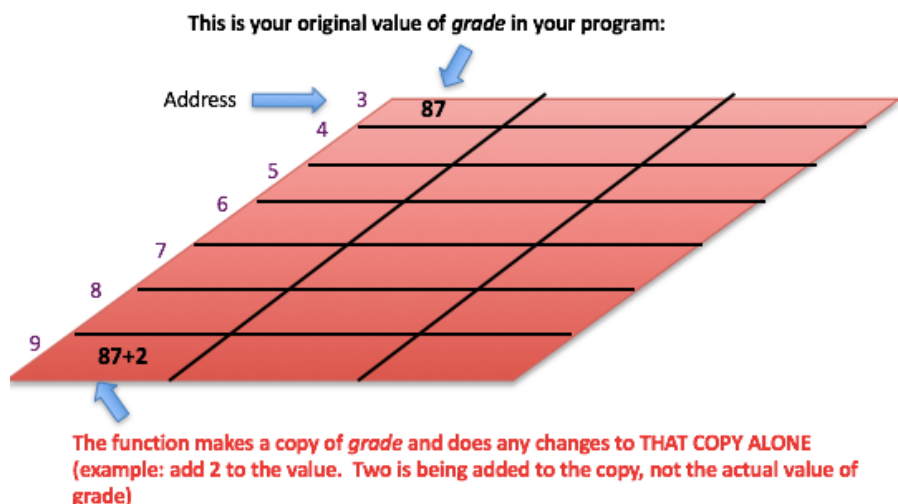 This is your original value of grade in your program:
Address
3
87
4
5
6
7
8
9
87+2
The function makes a copy of grade and does any changes to THAT COPY ALONE
(example: add 2 to the value. Two is being added to the copy, not the actual value of
grade)